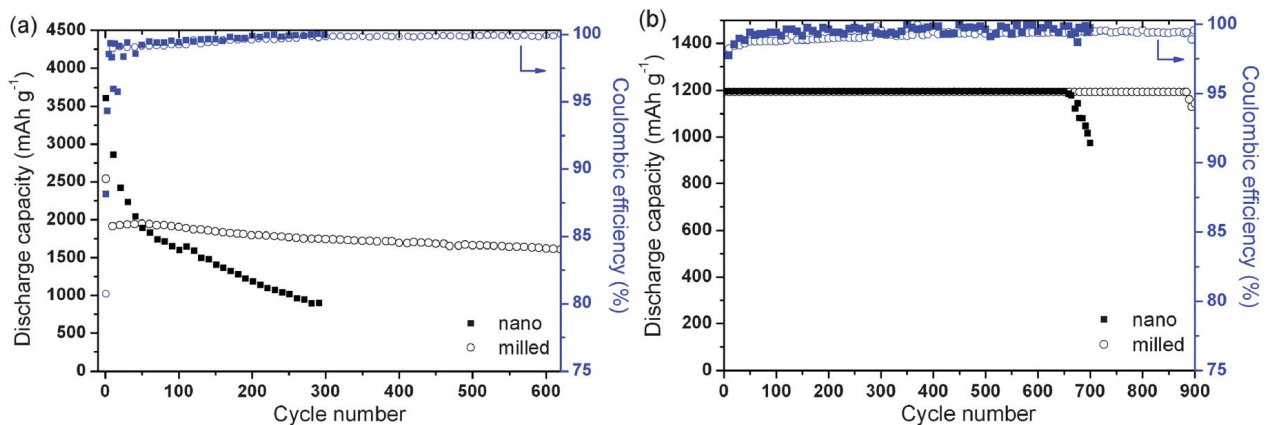 (a)
4500
4000
3500
3000
2500
2000
1500
1000
500
0
Discharge capacity (mAh g-1)
0 100 200 300 400 500 600
Cycle number
100
95
90
85
80
75
Coulombic efficiency (%)
nano
milled
(b)
1400
1200
1000
800
600
400
200
0
Discharge capacity (mAh g-1)
0 100 200 300 400 500 600 700 800 900
Cycle number
100
95
90
85
80
75
Coulombic efficiency (%)
nano
milled